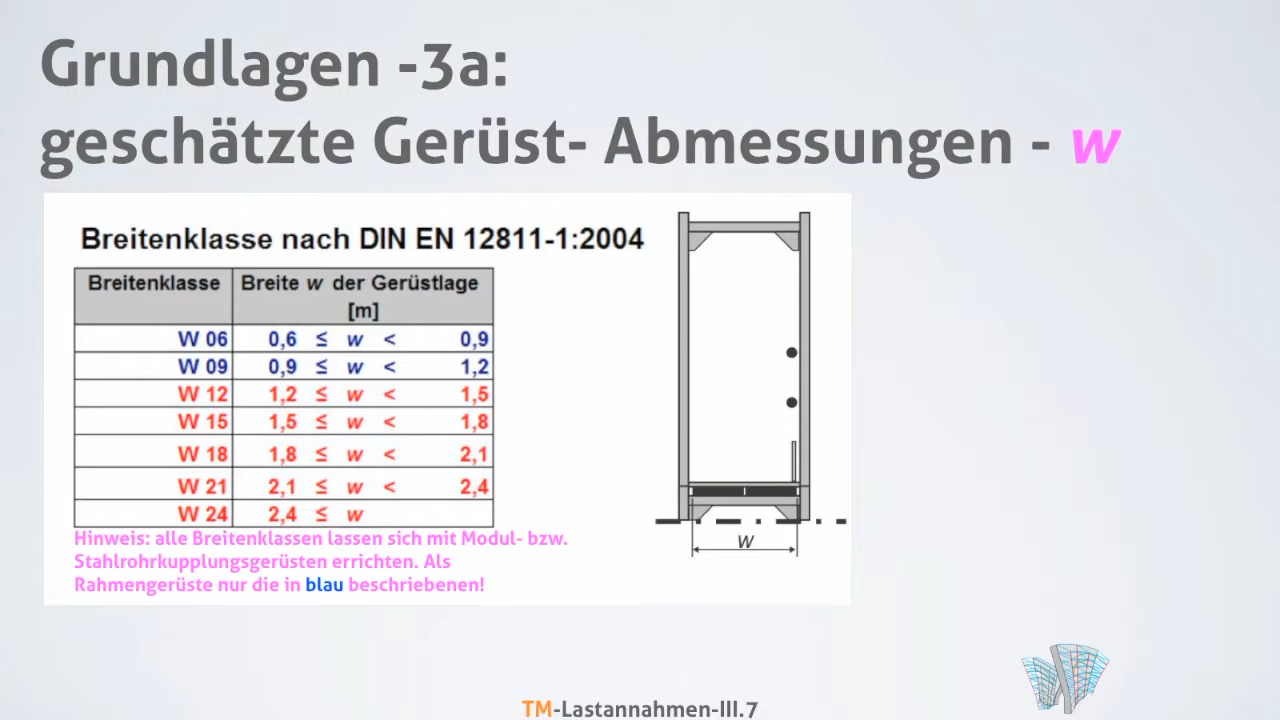 Grundlagen -3a:
geschätzte Gerüst- Abmessungen - w
Breitenklasse nach DIN EN 12811-1:2004
Breitenklasse Breite w der Gerüstlage
[m]
W 06 0,6 ≤ w < 0,9
W 09 0,9 ≤ w < 1,2
W 12 1,2 ≤ w < 1,5
W 15 1,5 ≤ w < 1,8
W 18 1,8 ≤ w < 2,1
W 21 2,1 ≤ w < 2,4
W 24 2,4 ≤ w
Hinweis: alle Breitenklassen lassen sich mit Modul- bzw.
Stahlrohrkupplungsgerüsten errichten. Als
Rahmengerüste nur die in blau beschriebenen!
w
TM-Lastannahmen-III.7